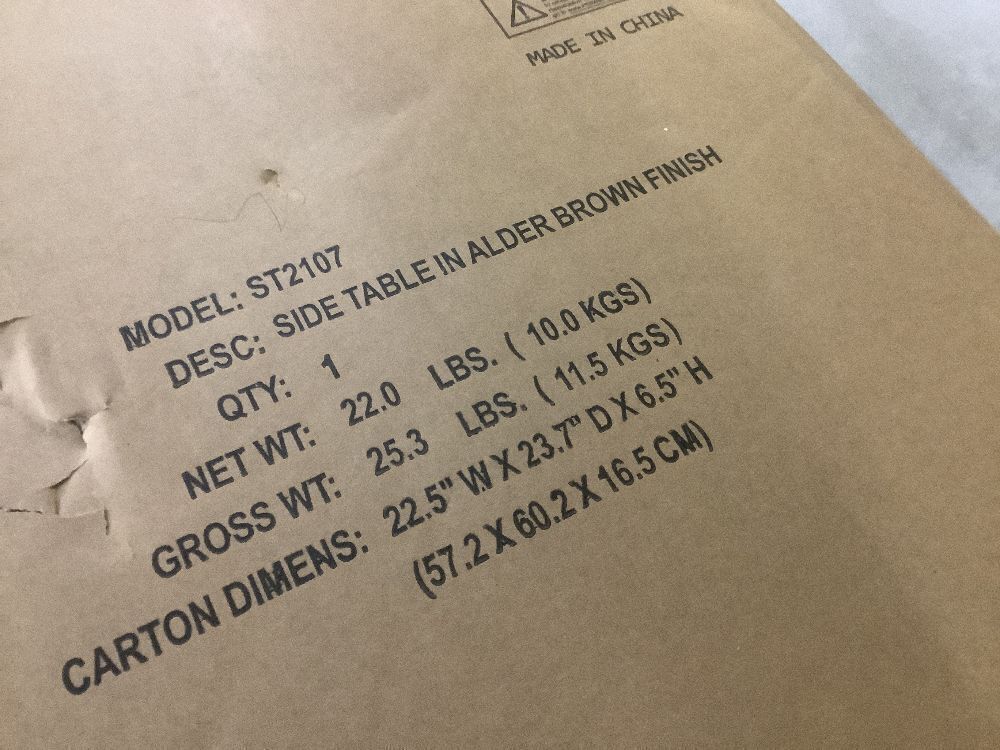 MADE IN CHINA
MODEL: ST2107
DESC: SIDE TABLE IN ALDER BROWN FINISH
QTY: 1
NET WT: 22.0 LBS. ( 10.0 KGS)
GROSS WT: 25.3 LBS. ( 11.5 KGS)
CARTON DIMENS: 22.5" W X 23.7" D X 6.5" H
(57.2 X 60.2 X 16.5 CM)